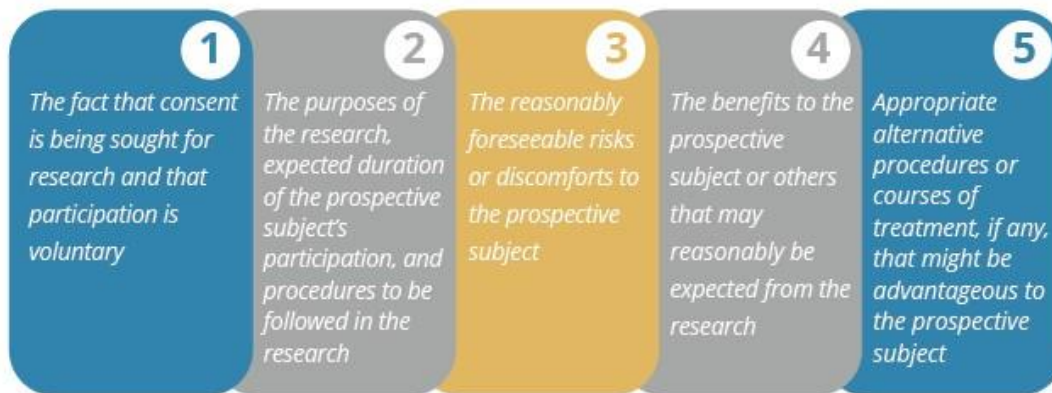 1
The fact that consent
is being sought for
research and that
participation is
voluntary
2
The purposes of
the research,
expected duration
of the prospective
subject's
participation, and
procedures to be
followed in the
research
3
The reasonably
foreseeable risks
or discomforts to
the prospective
subject
4
The benefits to the
prospective
subject or others
that may
reasonably be
expected from the
research
5
Appropriate
alternative
procedures or
courses of
treatment, if any,
that might be
advantageous to
the prospective
subject